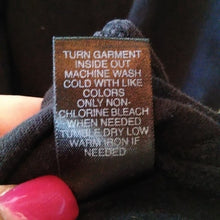 TURN GARMENT
INSIDE OUT
MACHINE WASH
COLD WITH LIKE
COLORS
ONLY NON-
CHLORINE BLEACH
WHEN NEEDED
TUMBLE DRY LOW
WARM IRON IF
NEEDED